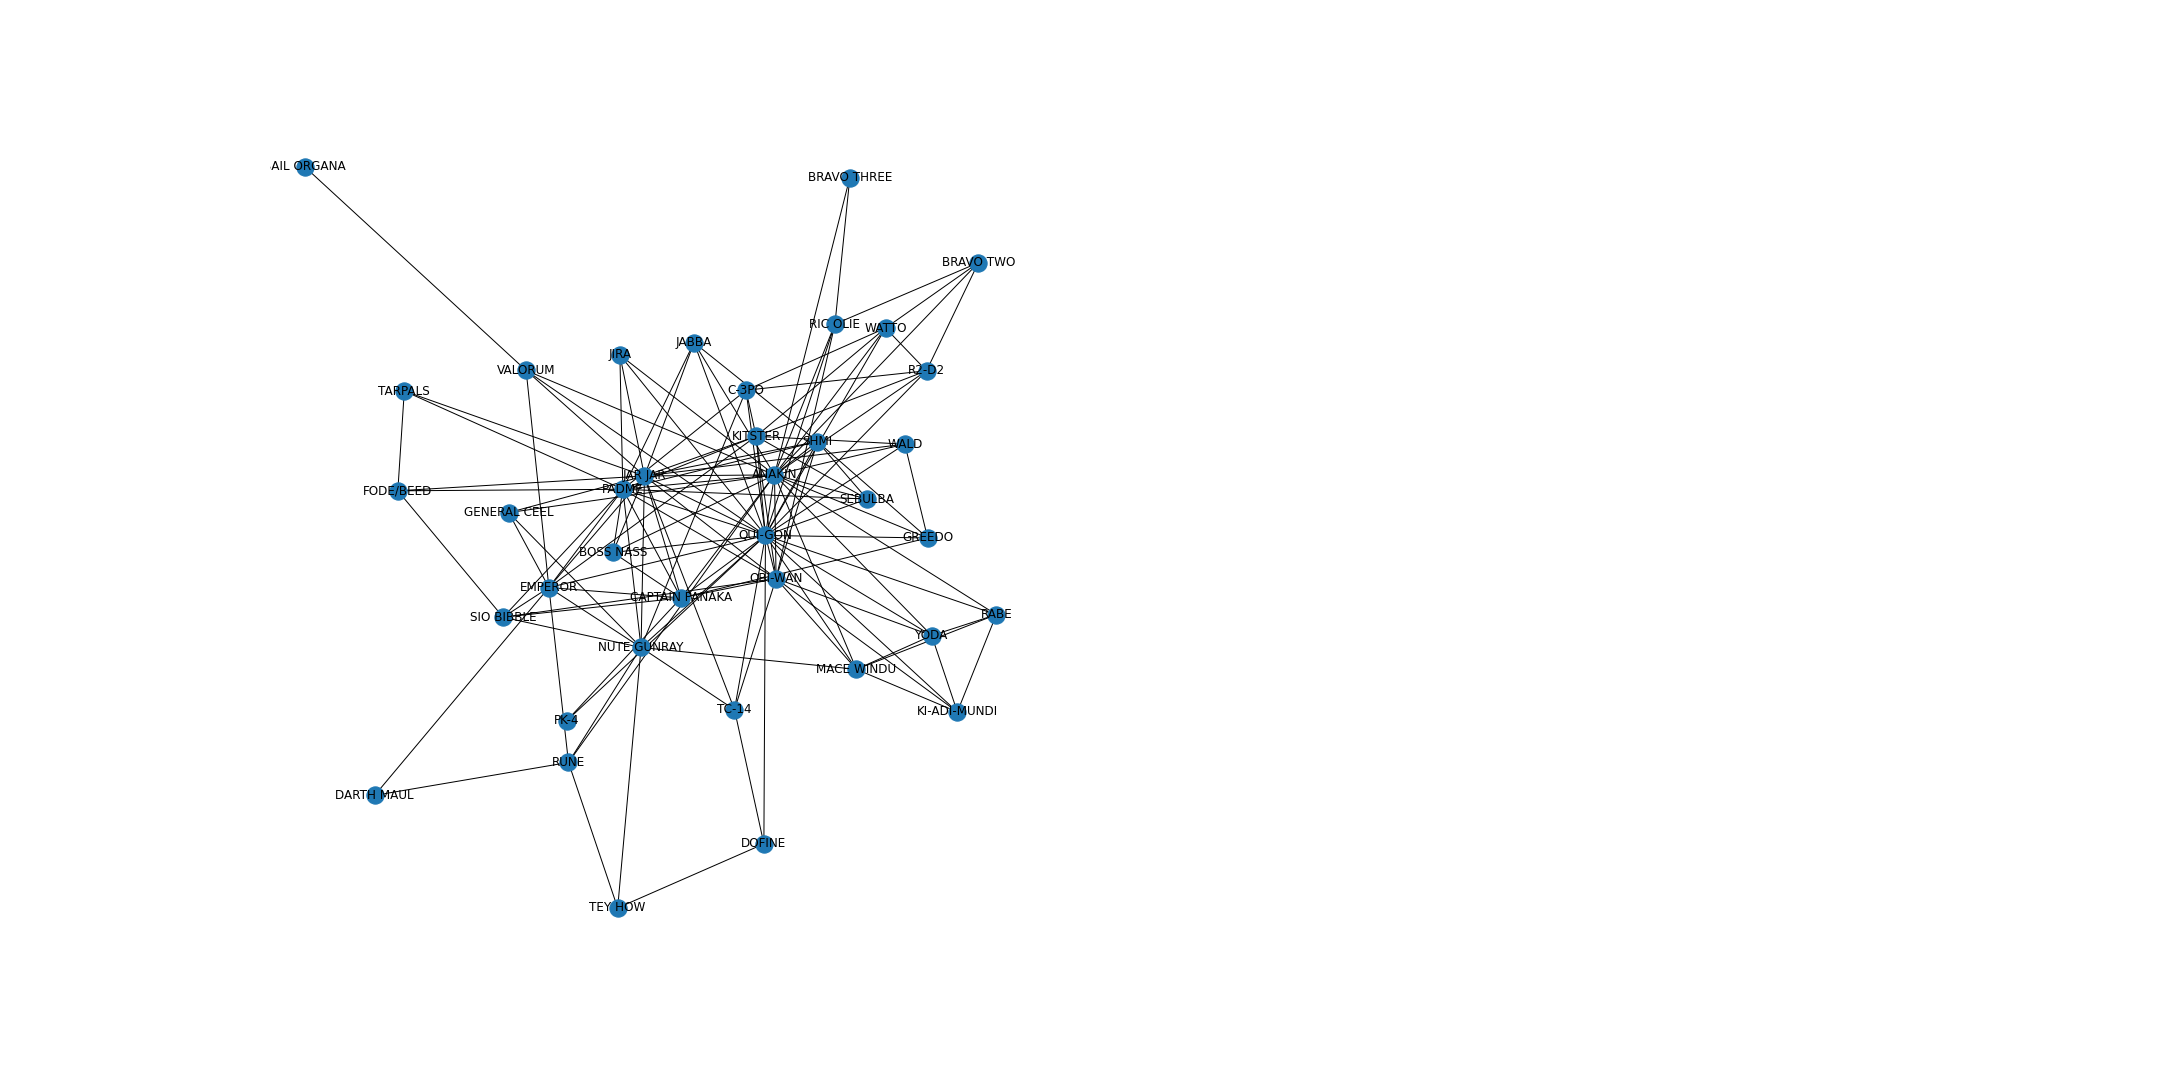 AIL ORGANA
BRAVO THREE
BRAVO TWO
RIC OLIE
WATTO
JABBA
JIRA
VALORUM
R2-D2
TARPALS
C-3PO
KITSTER
SHMI
WALD
JAR JAR
ANAKIN
PADME
FODE/BEED
SEBULBA
GENERAL CEEL
QUI-GON
GREEDO
BOSS NASS
OBI-WAN
EMPEROR
CAPTAIN PANAKA
RABE
SIO BIBBLE
YODA
NUTE GUNRAY
MACE WINDU
TC-14
KI-ADI-MUNDI
PK-4
RUNE
DARTH MAUL
DOFINE
TEY HOW